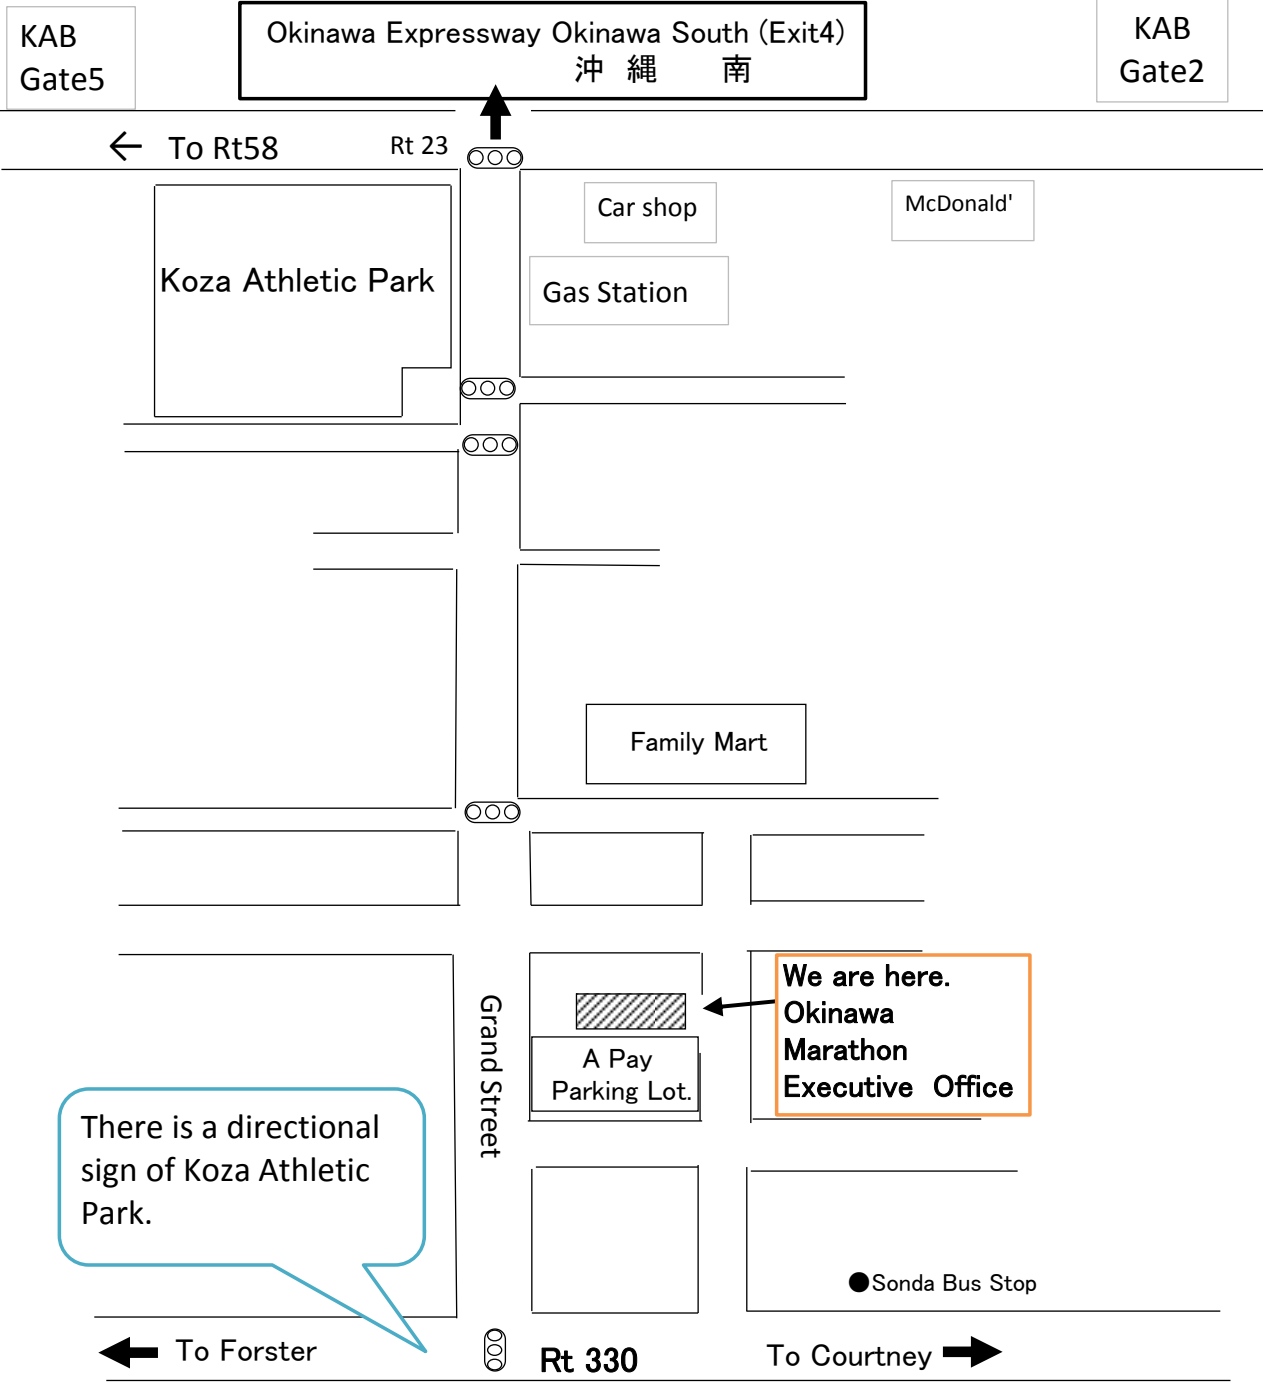 KAB
Gate5
Okinawa Expressway Okinawa South (Exit4)
沖 縄 南
KAB
Gate2
← To Rt58
Rt 23
Car shop
McDonald'
Koza Athletic Park
Gas Station
Family Mart
We are here.
Okinawa
Marathon
Executive Office
Grand Street
A Pay
Parking Lot.
There is a directional
sign of Koza Athletic
Park.
●Sonda Bus Stop
To Forster
Rt 330
To Courtney